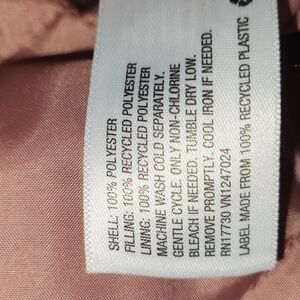 SHELL: 100% POLYESTER
FILLING: 100% RECYCLED POLYESTER
LINING: 100% RECYCLED POLYESTER
MACHINE WASH COLD SEPARATELY.
GENTLE CYCLE. ONLY NON-CHLORINE
BLEACH IF NEEDED. TUMBLE DRY LOW.
REMOVE PROMPTLY. COOL IRON IF NEEDED.
RN17730 VN1247024
LABEL MADE FROM 100% RECYCLED PLASTIC